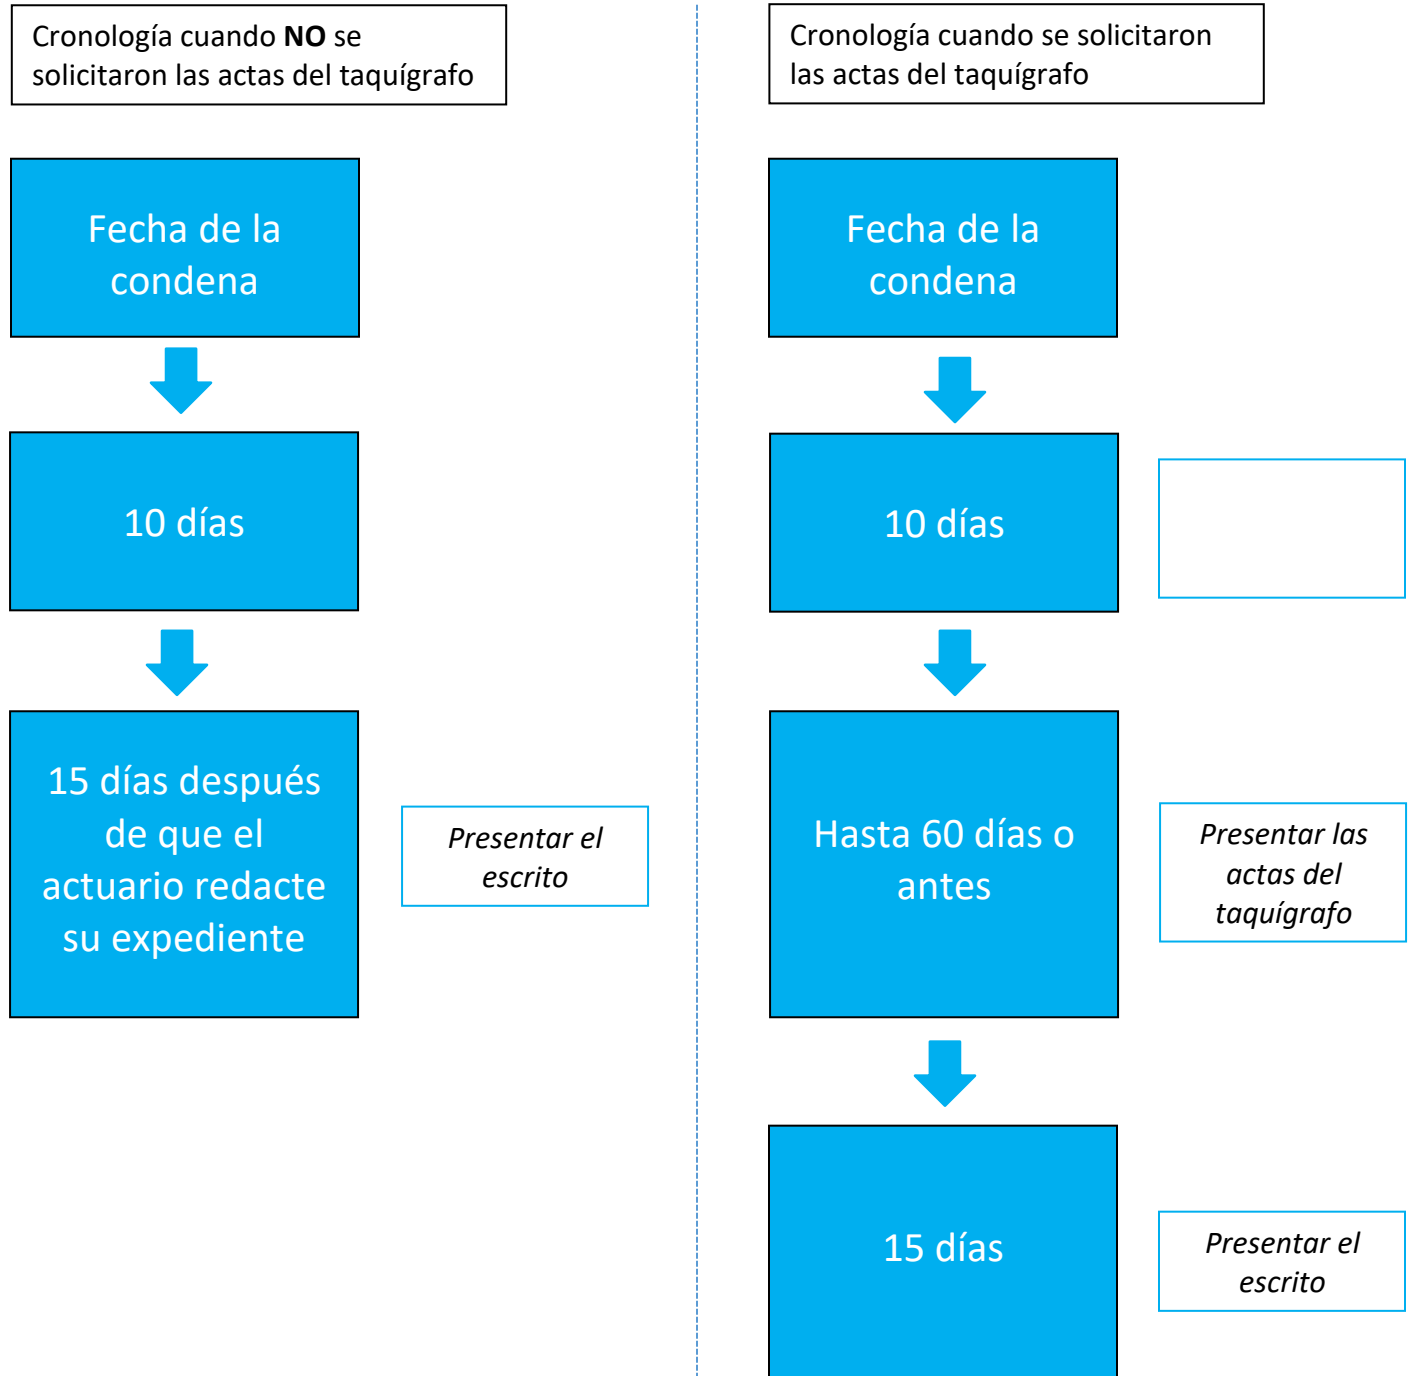 Cronología cuando NO se
solicitaron las actas del taquígrafo
Fecha de la
condena
10 días
15 días después
de que el
actuario redacte
su expediente
Presentar el
escrito
Cronología cuando se solicitaron
las actas del taquígrafo
Fecha de la
condena
10 días
Hasta 60 días o
antes
Presentar las
actas del
taquígrafo
15 días
Presentar el
escrito